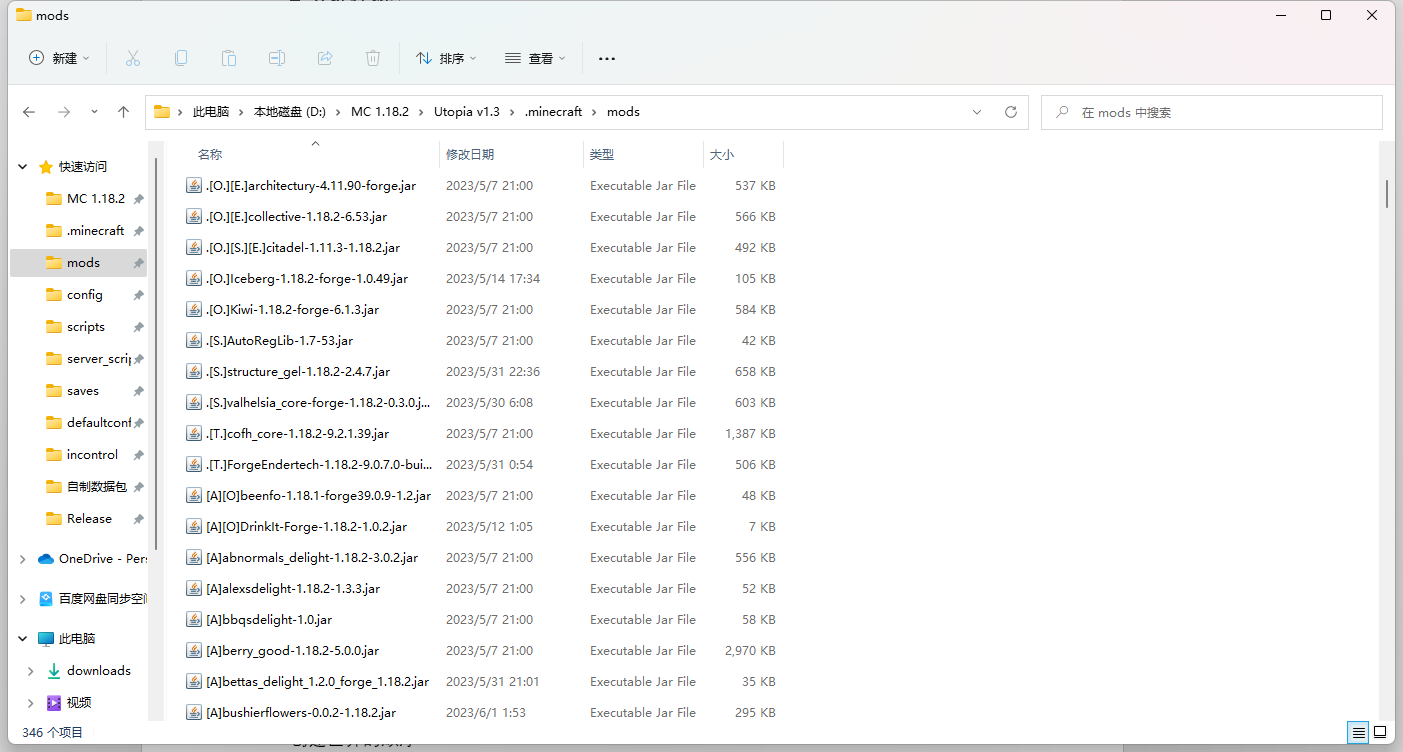 mods
新建
排序
查看
此电脑 本地磁盘 (D:) MC 1.18.2 Utopia v1.3 .minecraft mods
在 mods 中搜索
快速访问
MC 1.18.2
.minecraft
mods
config
scripts
server_scrip
saves
defaultconf
incontrol
自制数据包
Release
OneDrive - Pers
百度网盘同步空间
此电脑
downloads
视频
名称 修改日期 类型 大小
.[O.][E.]architectury-4.11.90-forge.jar 2023/5/7 21:00 Executable Jar File 537 KB
.[O.][E.]collective-1.18.2-6.53.jar 2023/5/7 21:00 Executable Jar File 566 KB
.[O.][S.][E.]citadel-1.11.3-1.18.2.jar 2023/5/7 21:00 Executable Jar File 492 KB
.[O.]Iceberg-1.18.2-forge-1.0.49.jar 2023/5/14 17:34 Executable Jar File 105 KB
.[O.]Kiwi-1.18.2-forge-6.1.3.jar 2023/5/7 21:00 Executable Jar File 584 KB
.[S.]AutoRegLib-1.7-53.jar 2023/5/7 21:00 Executable Jar File 42 KB
.[S.]structure_gel-1.18.2-2.4.7.jar 2023/5/31 22:36 Executable Jar File 658 KB
.[S.]valhelsia_core-forge-1.18.2-0.3.0.j... 2023/5/30 6:08 Executable Jar File 603 KB
.[T.]cofh_core-1.18.2-9.2.1.39.jar 2023/5/7 21:00 Executable Jar File 1,387 KB
.[T.]ForgeEndertech-1.18.2-9.0.7.0-bui... 2023/5/31 0:54 Executable Jar File 506 KB
[A][O]beenfo-1.18.1-forge39.0.9-1.2.jar 2023/5/7 21:00 Executable Jar File 48 KB
[A][O]DrinkIt-Forge-1.18.2-1.0.2.jar 2023/5/12 1:05 Executable Jar File 7 KB
[A]abnormals_delight-1.18.2-3.0.2.jar 2023/5/7 21:00 Executable Jar File 556 KB
[A]alexsdelight-1.18.2-1.3.3.jar 2023/5/7 21:00 Executable Jar File 52 KB
[A]bbqsdelight-1.0.jar 2023/5/7 21:00 Executable Jar File 58 KB
[A]berry_good-1.18.2-5.0.0.jar 2023/5/7 21:00 Executable Jar File 2,970 KB
[A]bettas_delight_1.2.0_forge_1.18.2.jar 2023/5/31 21:01 Executable Jar File 35 KB
[A]bushierflowers-0.0.2-1.18.2.jar 2023/6/1 1:53 Executable Jar File 295 KB
346 个项目